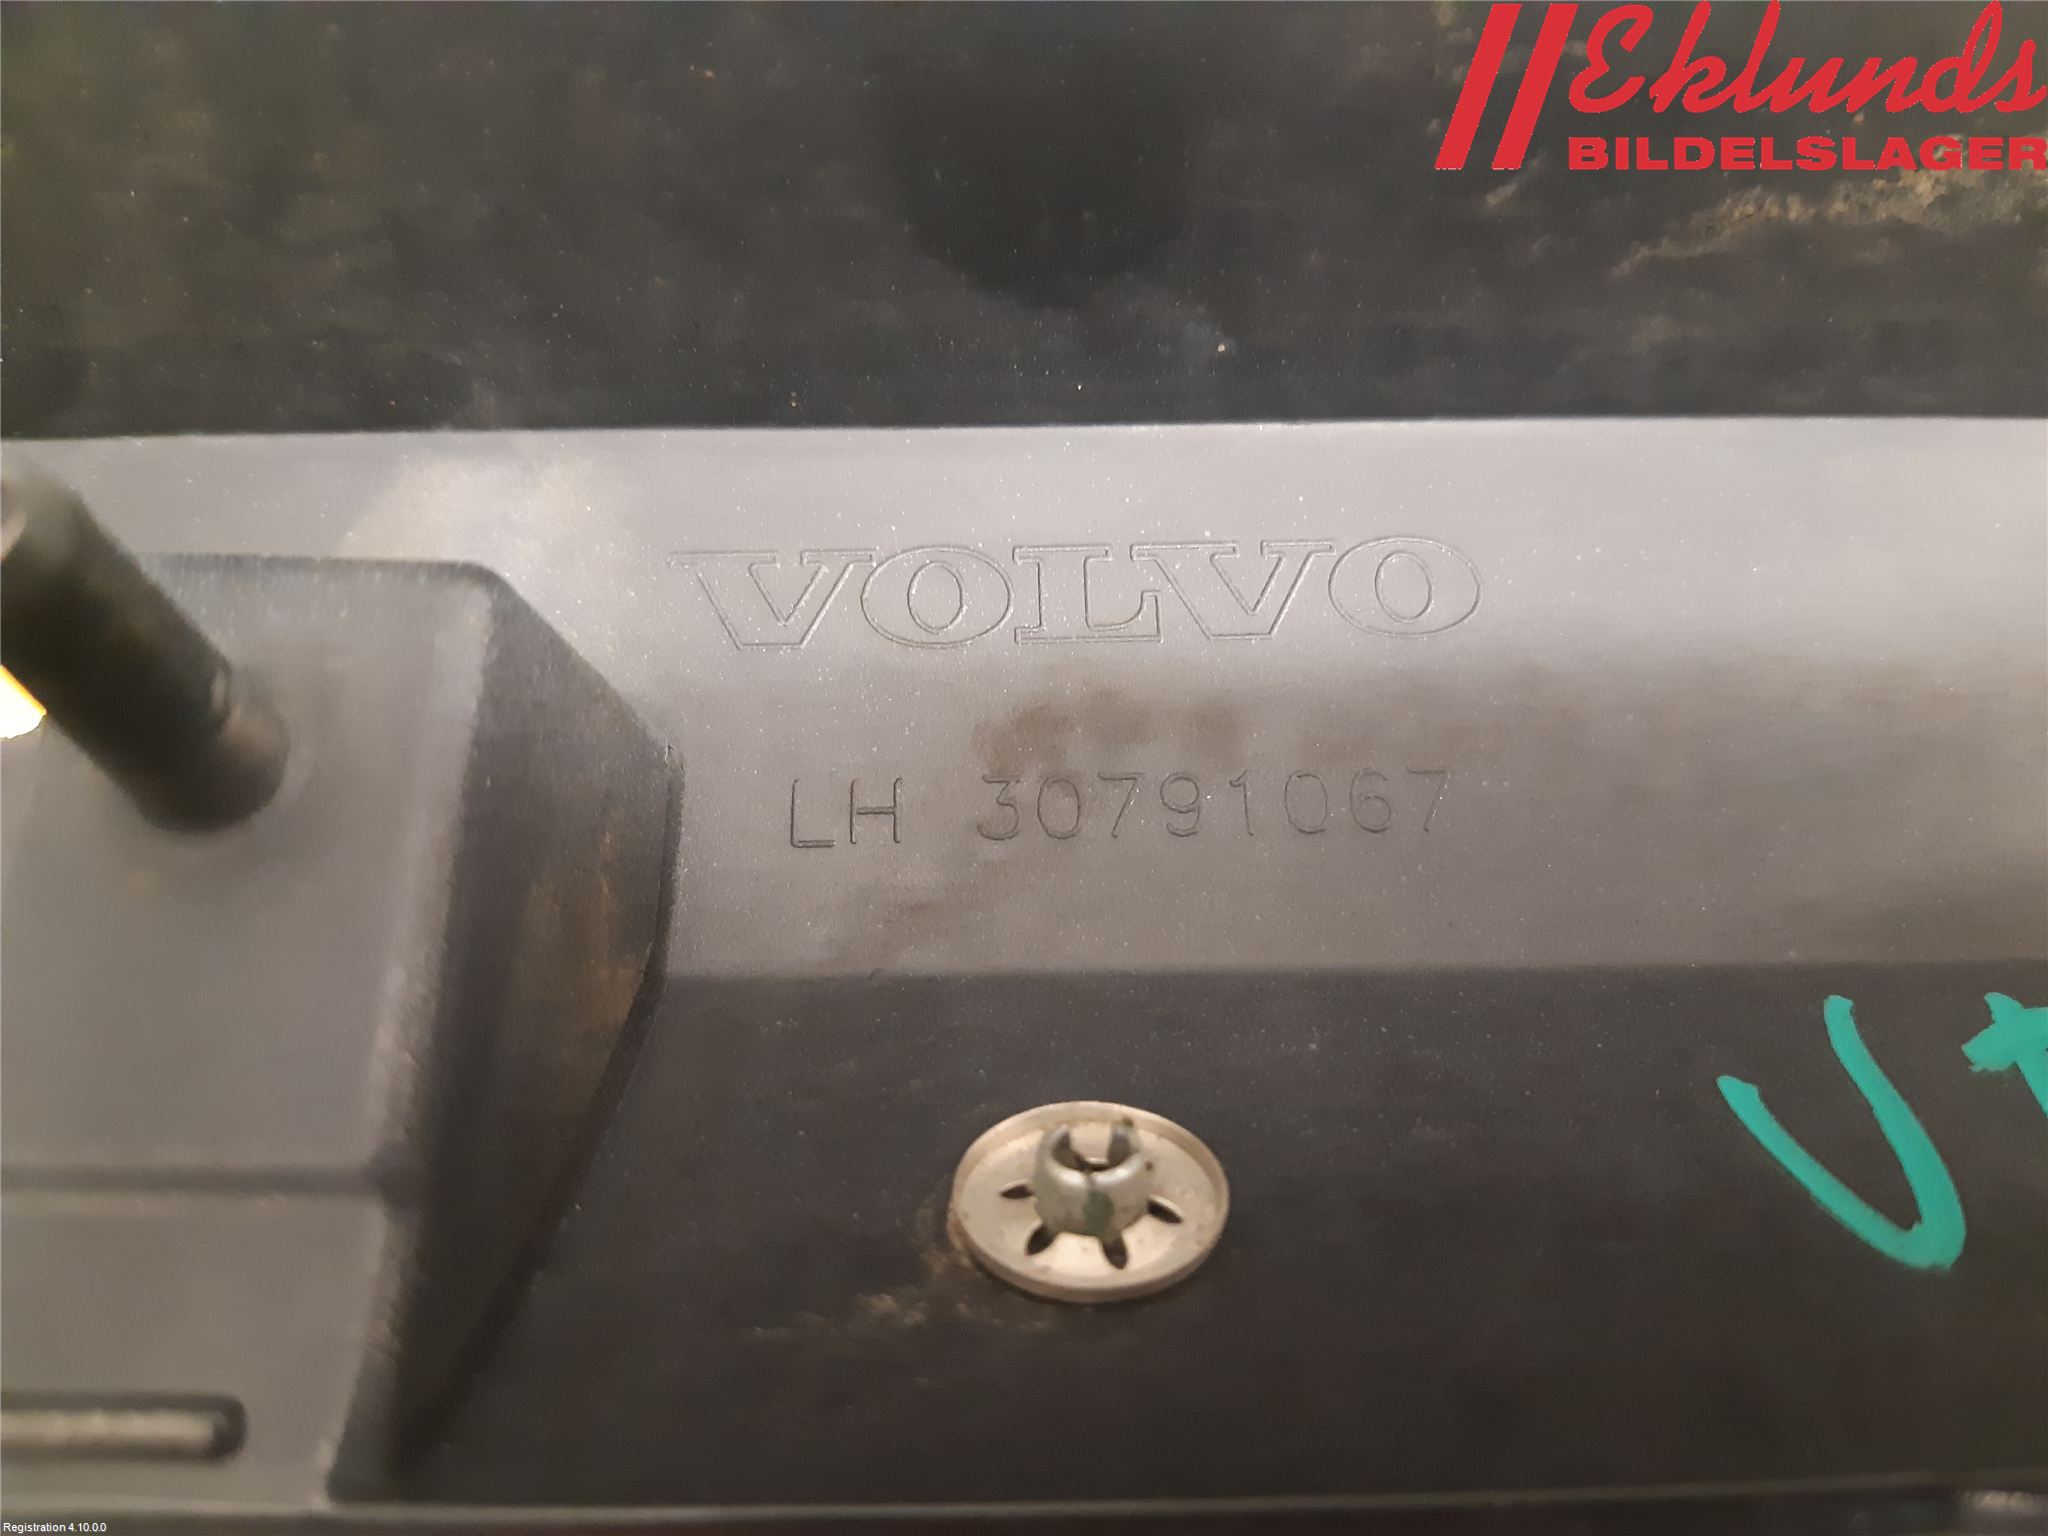 Eklunds
BILDELSLAGER
VOLVO
LH 30791067
Registration 4.10.0.0